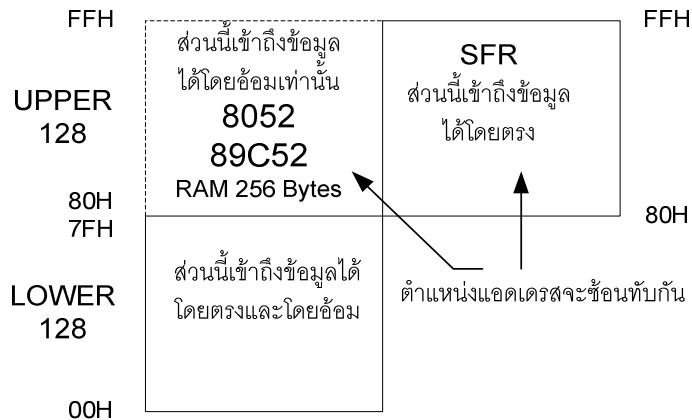 FFH
ส่วนนี้เข้าถึงข้อมูล
ได้โดยอ้อมเท่านั้น
8052
89C52
RAM 256 Bytes
SFR
ส่วนนี้เข้าถึงข้อมูล
ได้โดยตรง
FFH
UPPER
128
80H
7FH
80H
ส่วนนี้เข้าถึงข้อมูลได้
โดยตรงและโดยอ้อม
ตำแหน่งแอดเดรสจะซ้อนทับกัน
LOWER
128
00H